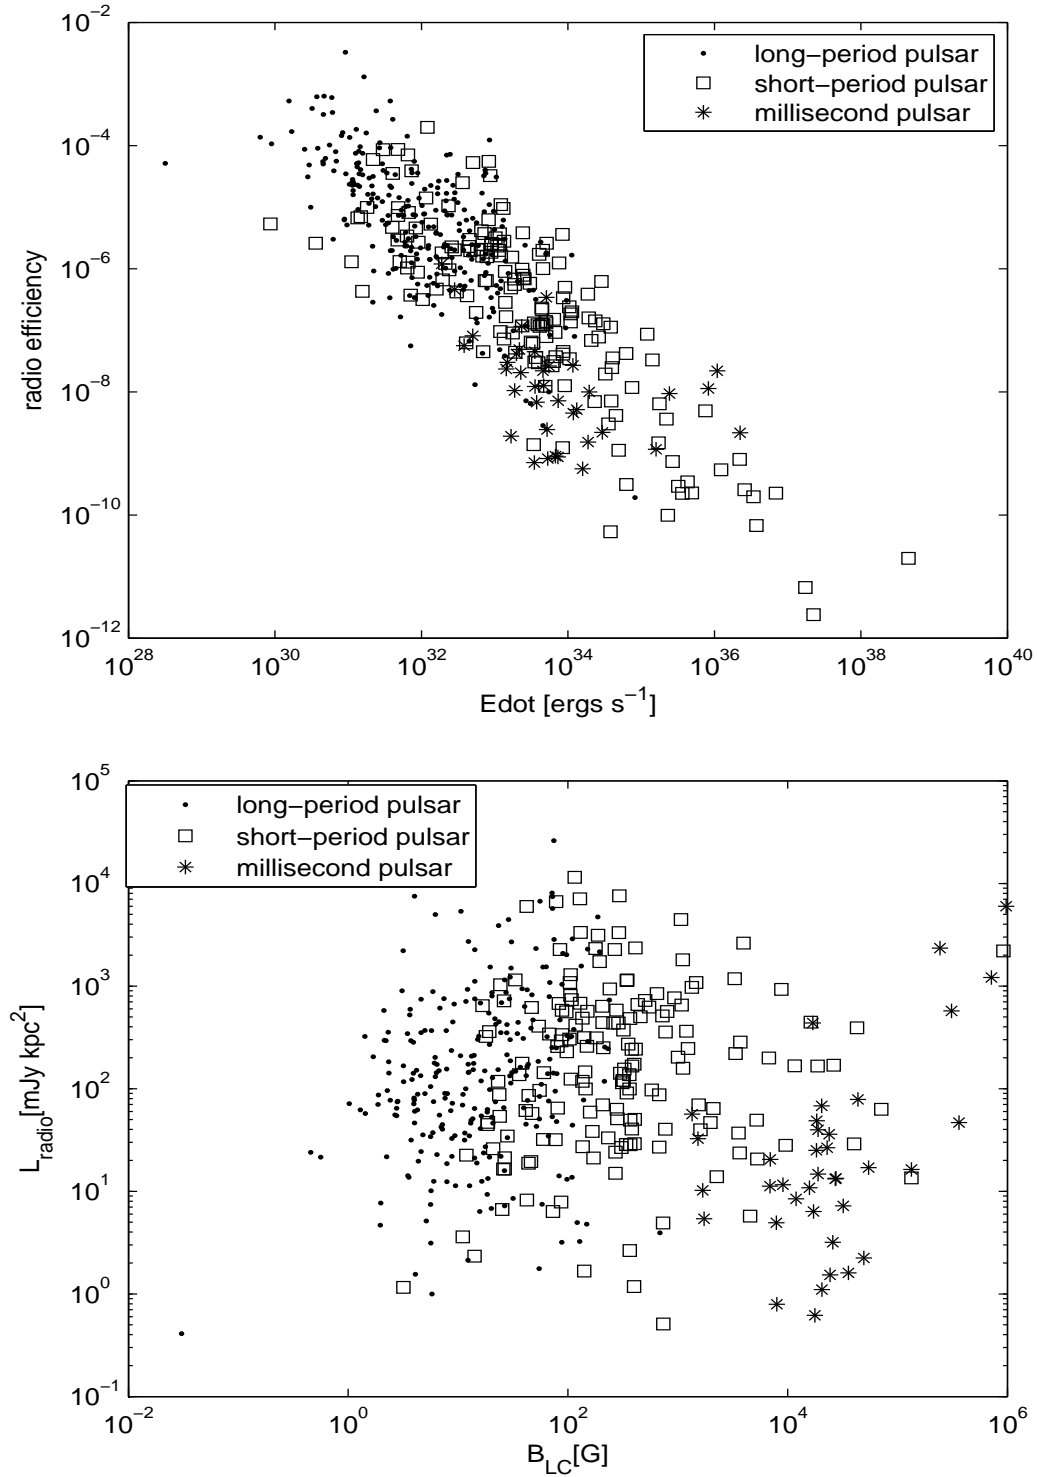 10^−2
10^−4
10^−6
10^−8
10^−10
10^−12
radio efficiency
long−period pulsar
short−period pulsar
millisecond pulsar
10^28 10^30 10^32 10^34 10^36 10^38 10^40
Edot [ergs s^−1]
10^5
10^4
10^3
10^2
10^1
10^0
10^−1
L_radio[mJy kpc^2]
long−period pulsar
short−period pulsar
millisecond pulsar
10^−2 10^0 10^2 10^4 10^6
B_LC[G]